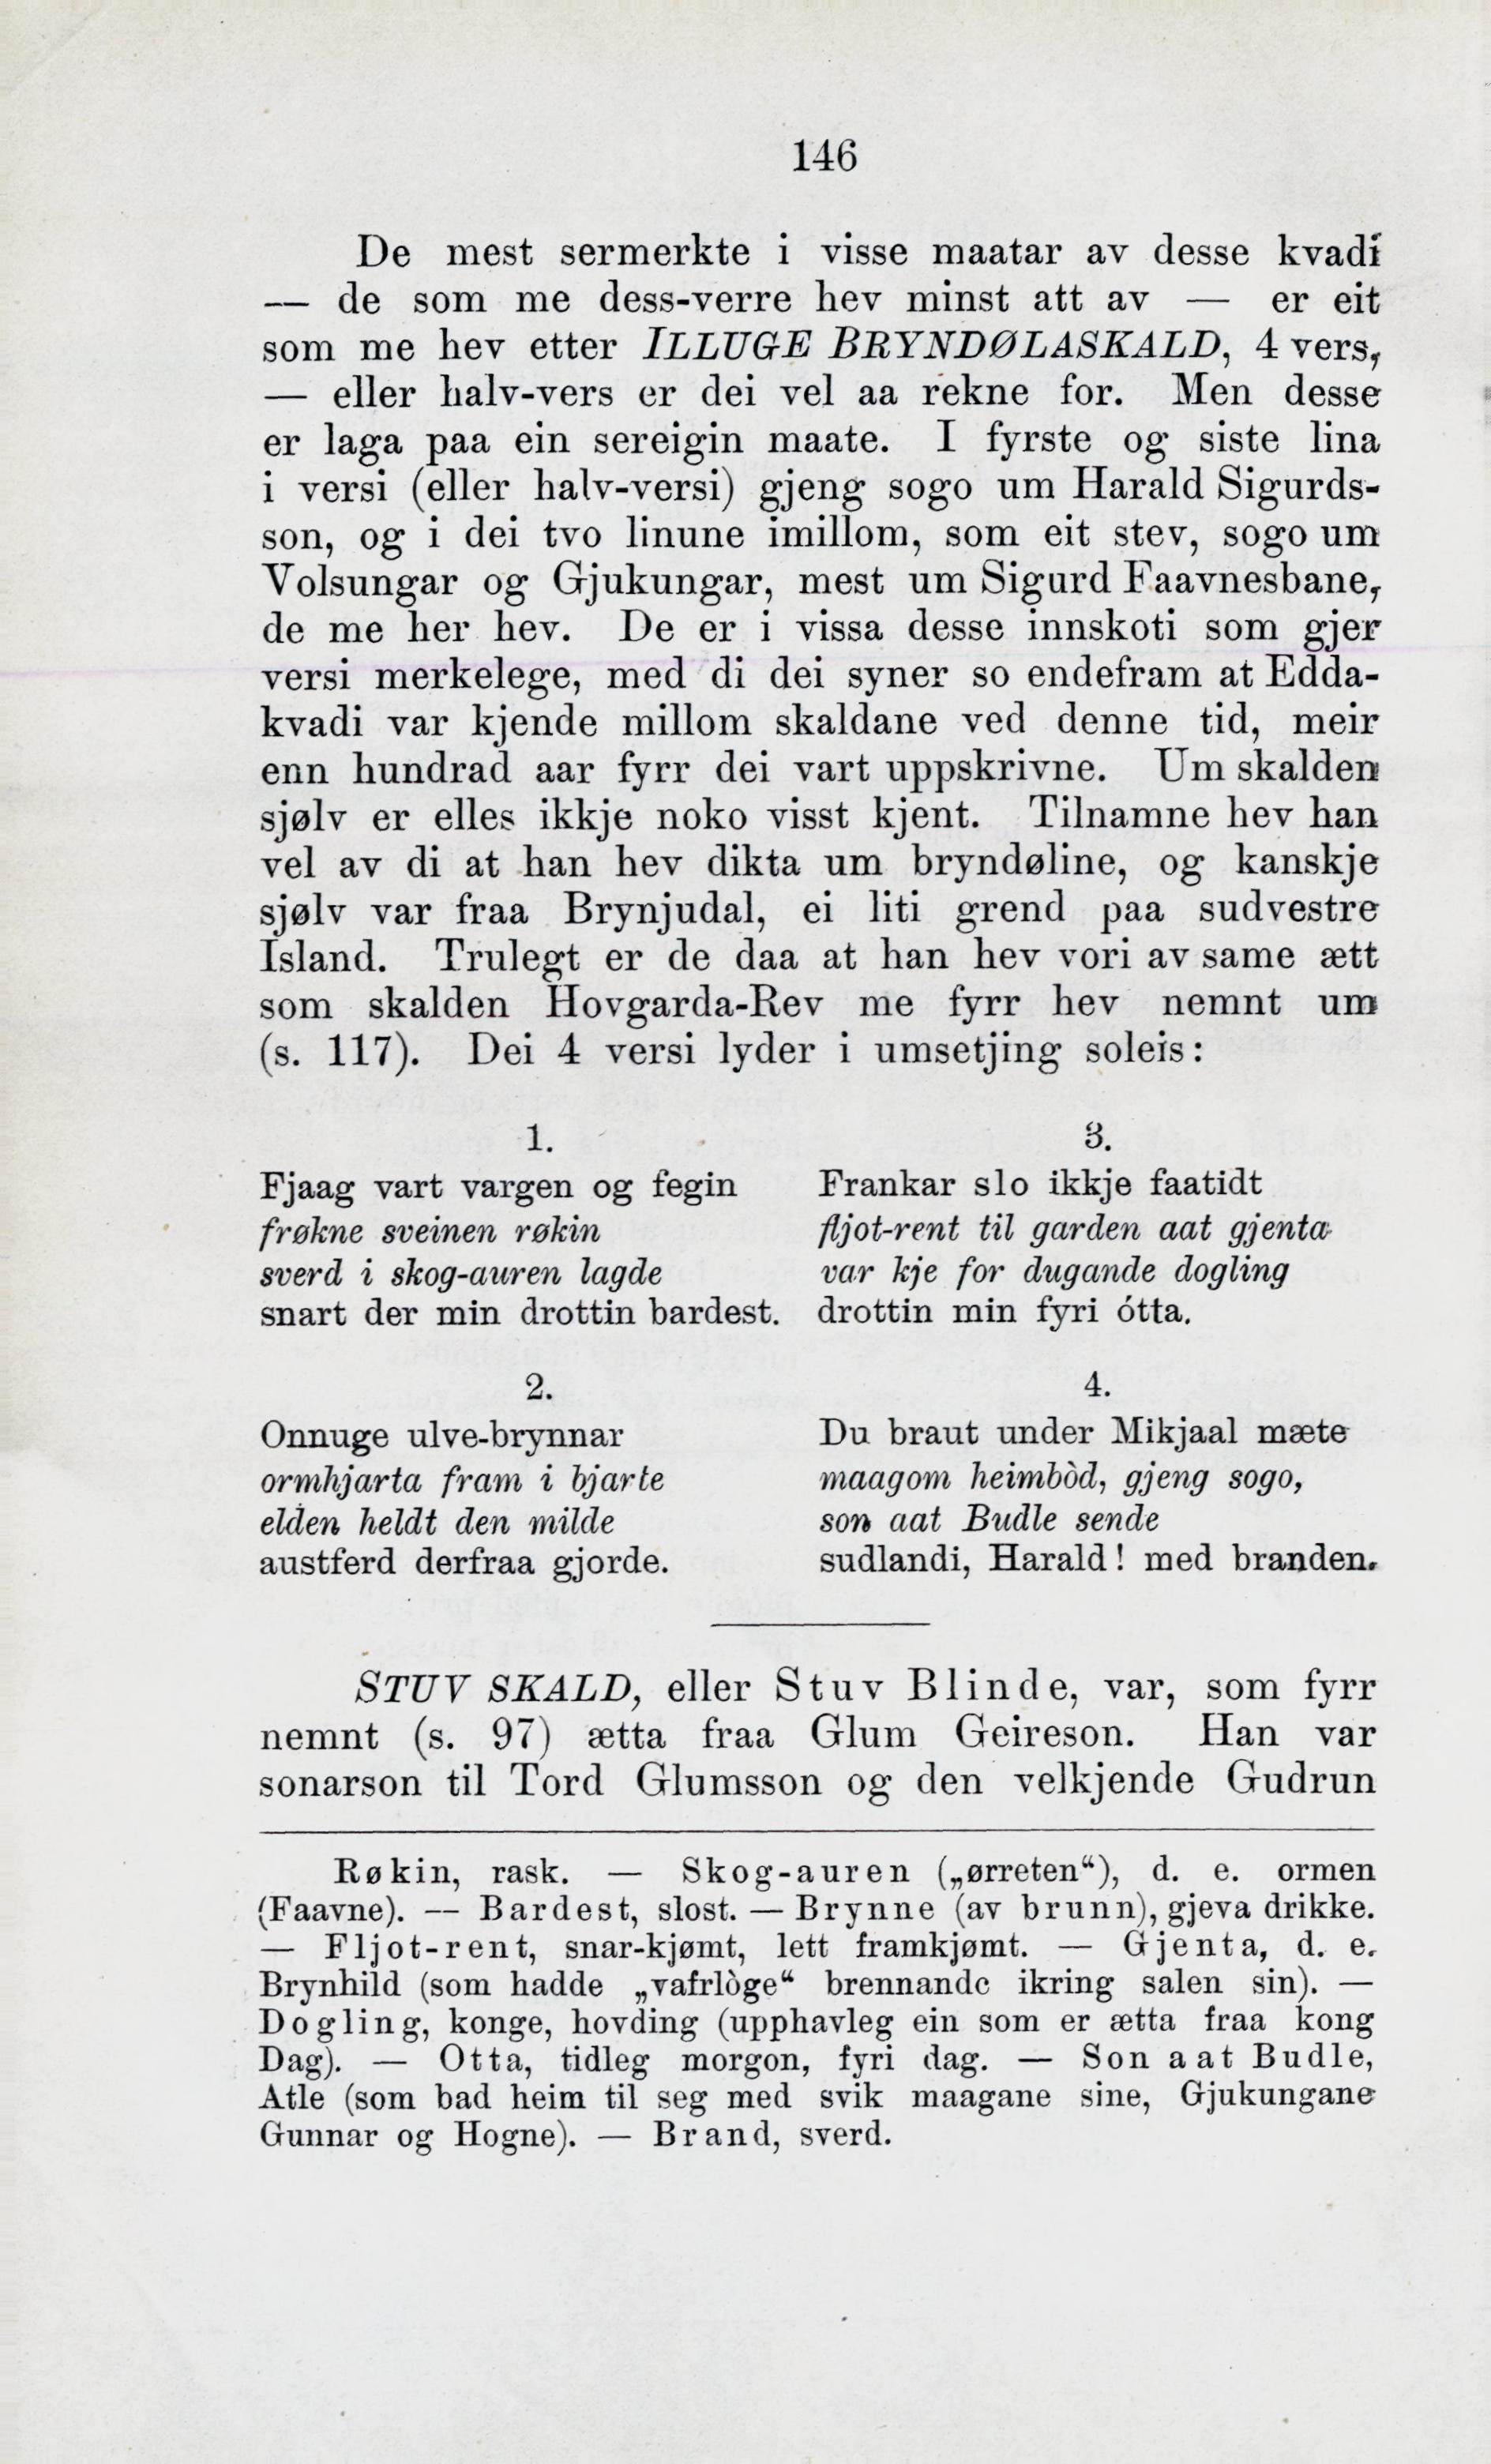 146
De mest sermerkte i visse maatar av desse kvadi
— de som me dess-verre hev minst att av — er eit
som me hev etter ILLUGE BRYNDØLASKALD, 4 vers,
— eller halv-vers er dei vel aa rekne for. Men desse
er laga paa ein sereigin maate. I fyrste og siste lina
i versi (eller halv-versi) gjeng sogo um Harald Sigurds-
son, og i dei tvo linune imillom, som eit stev, sogo um
Volsungar og Gjukungar, mest um Sigurd Faavnesbane,
de me her hev. De er i vissa desse innskoti som gjer
versi merkelege, med di dei syner so endefram at Edda-
kvadi var kjende millom skaldane ved denne tid, meir
enn hundrad aar fyrr dei vart uppskrivne. Um skalden
sjølv er elles ikkje noko visst kjent. Tilnamne hev han
vel av di at han hev dikta um bryndøline, og kanskje
sjølv var fraa Brynjudal, ei liti grend paa sudvestre
Island. Trulegt er de daa at han hev vori av same ætt
som skalden Hovgarda-Rev me fyrr hev nemnt um
(s. 117). Dei 4 versi lyder i umsetjing soleis:
1.
Fjaag vart vargen og fegin
frøkne sveinen røkin
sverd i skog-auren lagde
snart der min drottin bardest.
2.
Onnuge ulve-brynnar
ormhjarta fram i bjarte
elden heldt den milde
austferd derfraa gjorde.
3.
Frankar slo ikkje faatidt
fljot-rent til garden aat gjenta
var kje for dugande dogling
drottin min fyri ótta.
4.
Du braut under Mikjaal mæte
maagom heimbòd, gjeng sogo,
son aat Budle sende
sudlandi, Harald! med branden.
STUV SKALD, eller Stuv Blinde, var, som fyrr
nemnt (s. 97) ætta fraa Glum Geireson. Han var
sonarson til Tord Glumsson og den velkjende Gudrun
Røkin, rask. — Skog-auren („ørreten“), d. e. ormen
(Faavne). — Bardest, slost. — Brynne (av brunn), gjeva drikke.
— Fljot-rent, snar-kjømt, lett framkjømt. — Gjenta, d. e.
Brynhild (som hadde „vafrlòge“ brennande ikring salen sin). —
Dogling, konge, hovding (upphavleg ein som er ætta fraa kong
Dag). — Otta, tidleg morgon, fyri dag. — Son aat Budle,
Atle (som bad heim til seg med svik maagane sine, Gjukungane
Gunnar og Hogne). — Brand, sverd.